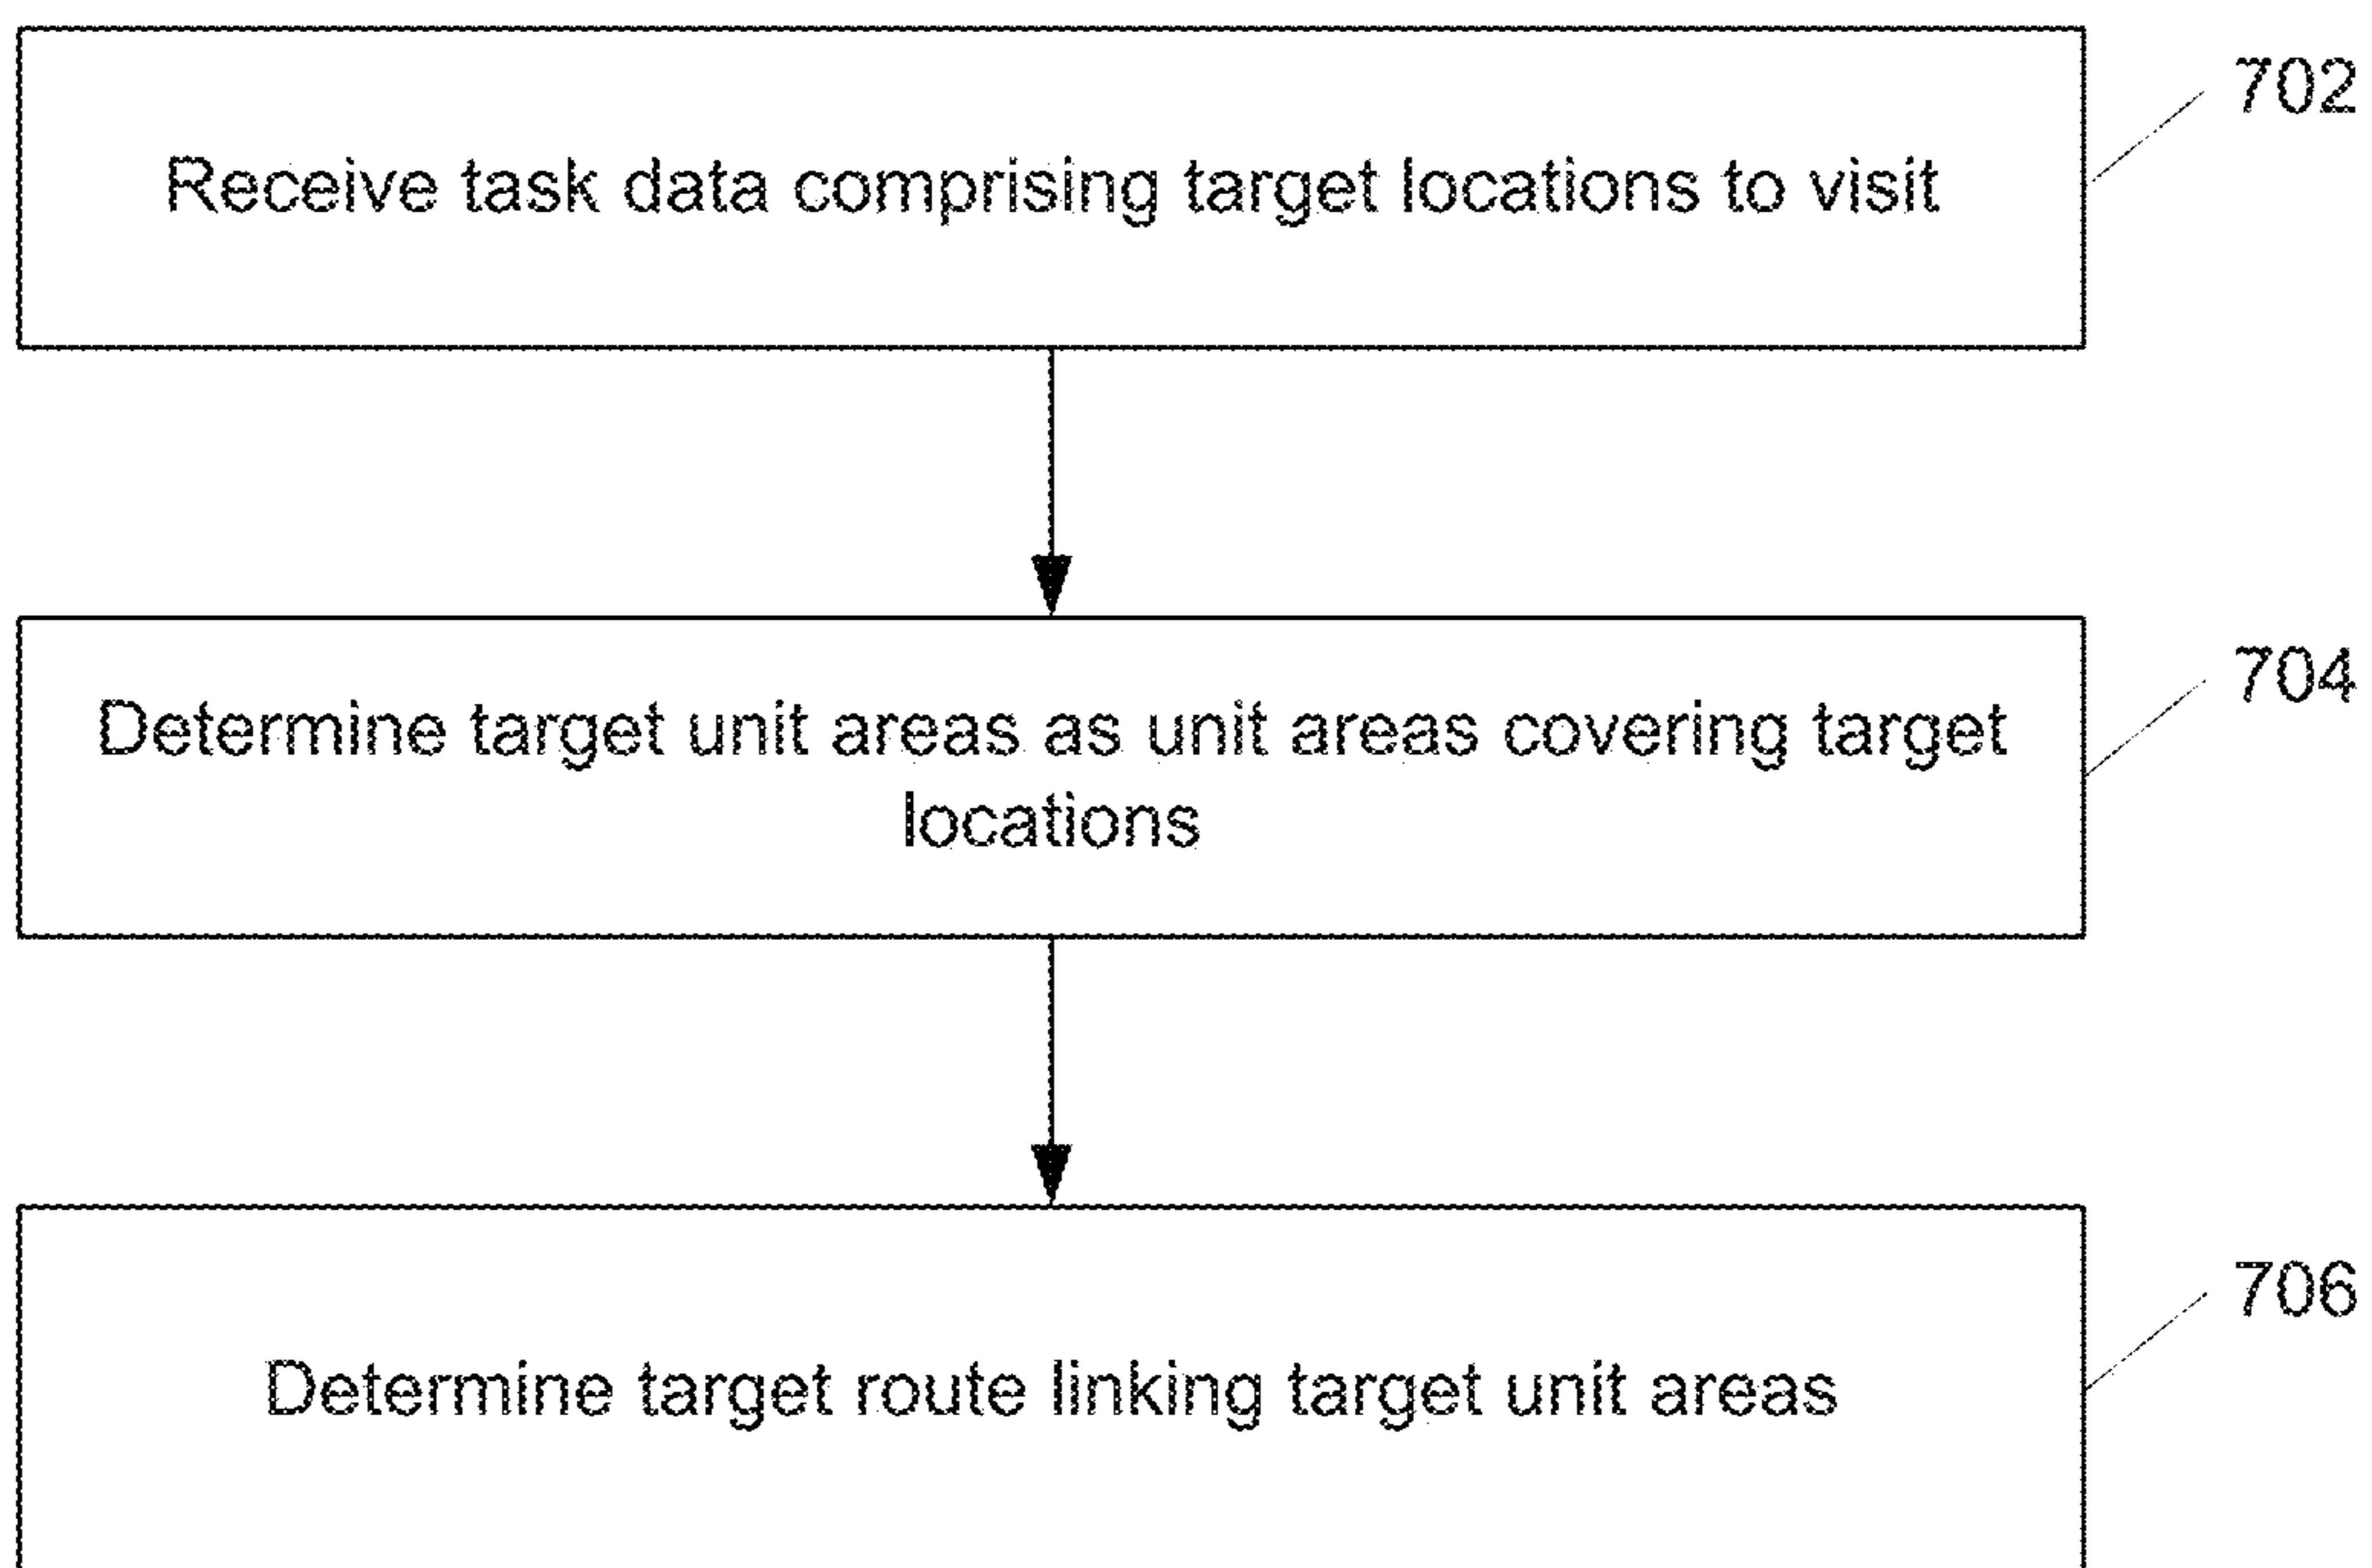 702
Receive task data comprising target locations to visit
704
Determine target unit areas as unit areas covering target
locations
706
Determine target route linking target unit areas